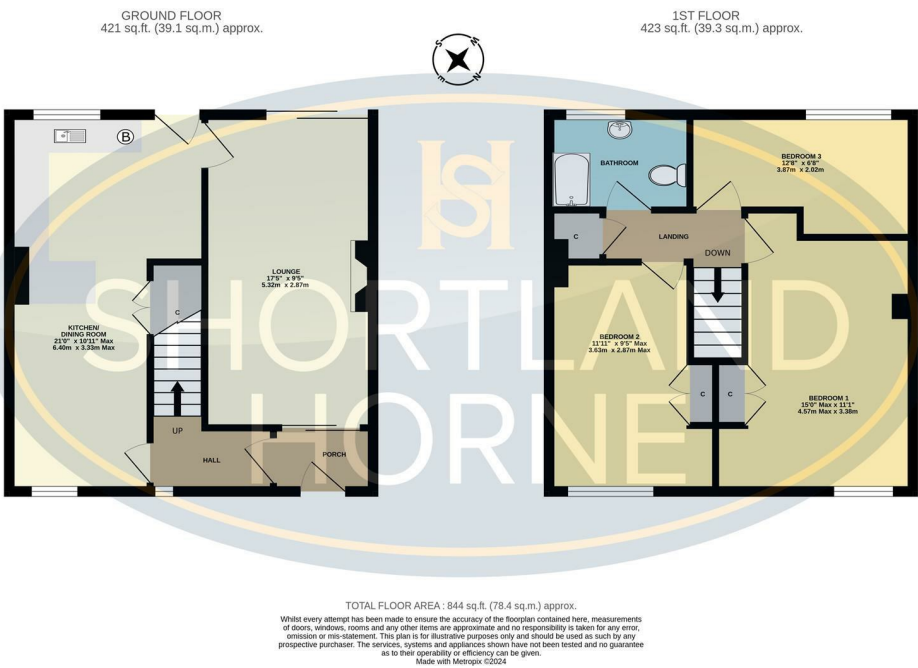 GROUND FLOOR
421 sq.ft. (39.1 sq.m.) approx.
1ST FLOOR
423 sq.ft. (39.3 sq.m.) approx.
S
W
E
N
B
LOUNGE
17'5" x 9'5"
5.32m x 2.87m
C
KITCHEN/
DINING ROOM
21'0" x 10'11" Max
6.40m x 3.33m Max
UP
HALL
PORCH
BATHROOM
BEDROOM 3
12'8" x 6'8"
3.87m x 2.02m
C
LANDING
DOWN
BEDROOM 2
11'11" x 9'5" Max
3.63m x 2.87m Max
C
C
BEDROOM 1
15'0" Max x 11'1"
4.57m Max x 3.38m
SH
SHORTLAND
HORNE
TOTAL FLOOR AREA : 844 sq.ft. (78.4 sq.m.) approx.
Whilst every attempt has been made to ensure the accuracy of the floorplan contained here, measurements
of doors, windows, rooms and any other items are approximate and no responsibility is taken for any error,
omission or mis-statement. This plan is for illustrative purposes only and should be used as such by any
prospective purchaser. The services, systems and appliances shown have not been tested and no guarantee
as to their operability or efficiency can be given.
Made with Metropix ©2024